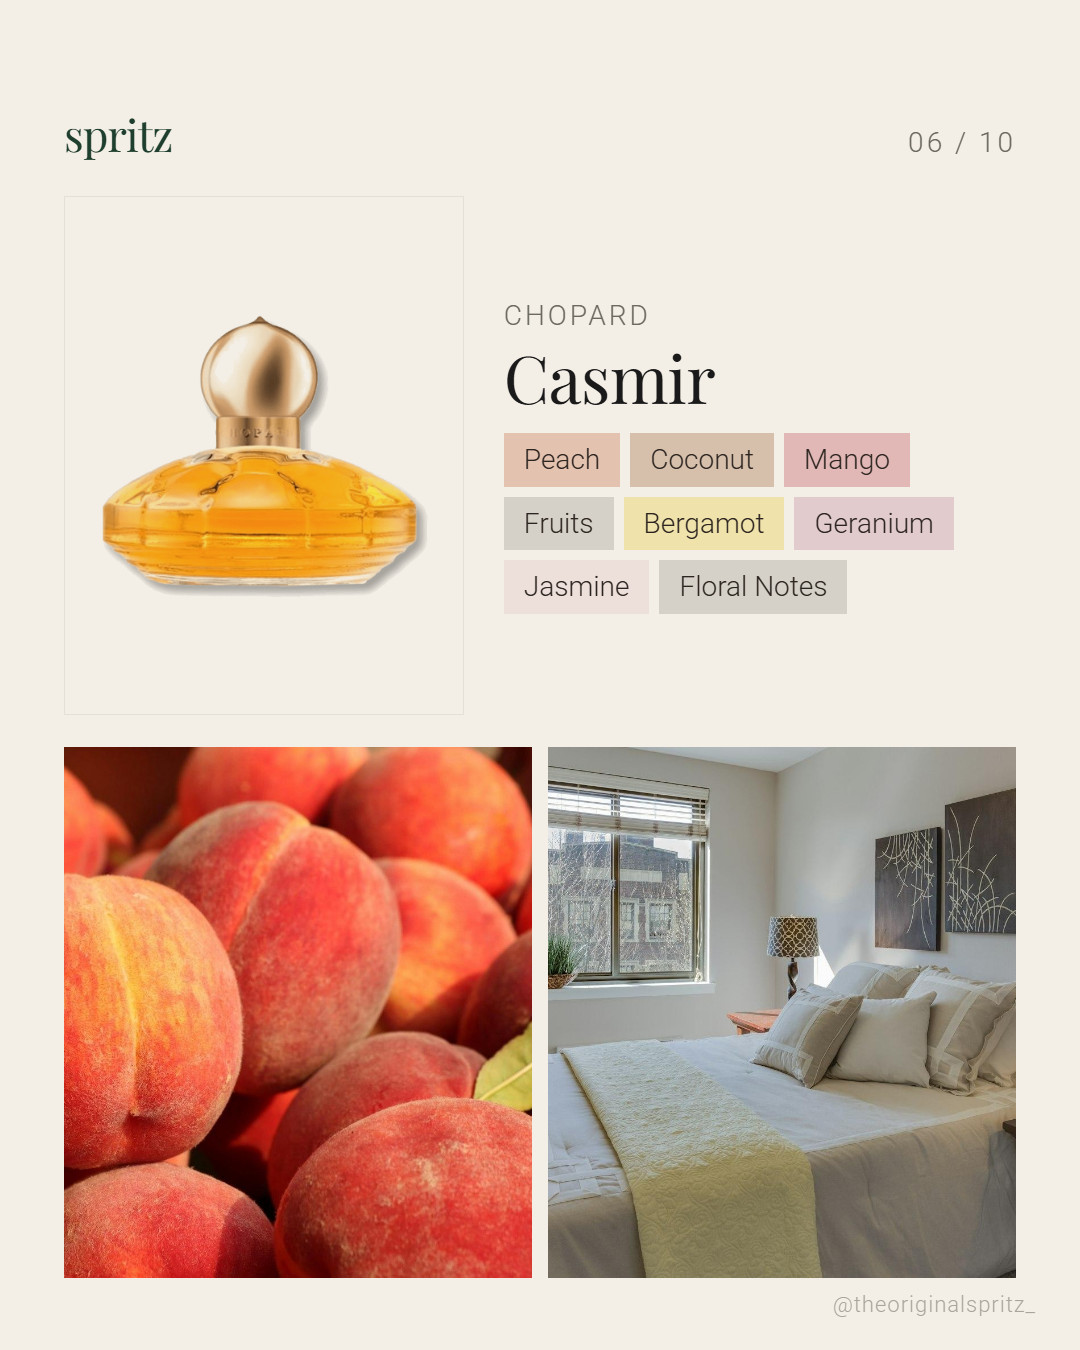 spritz
06 / 10
CHOPARD
Casmir
Peach Coconut Mango
Fruits Bergamot Geranium
Jasmine Floral Notes
@theoriginalspritz_